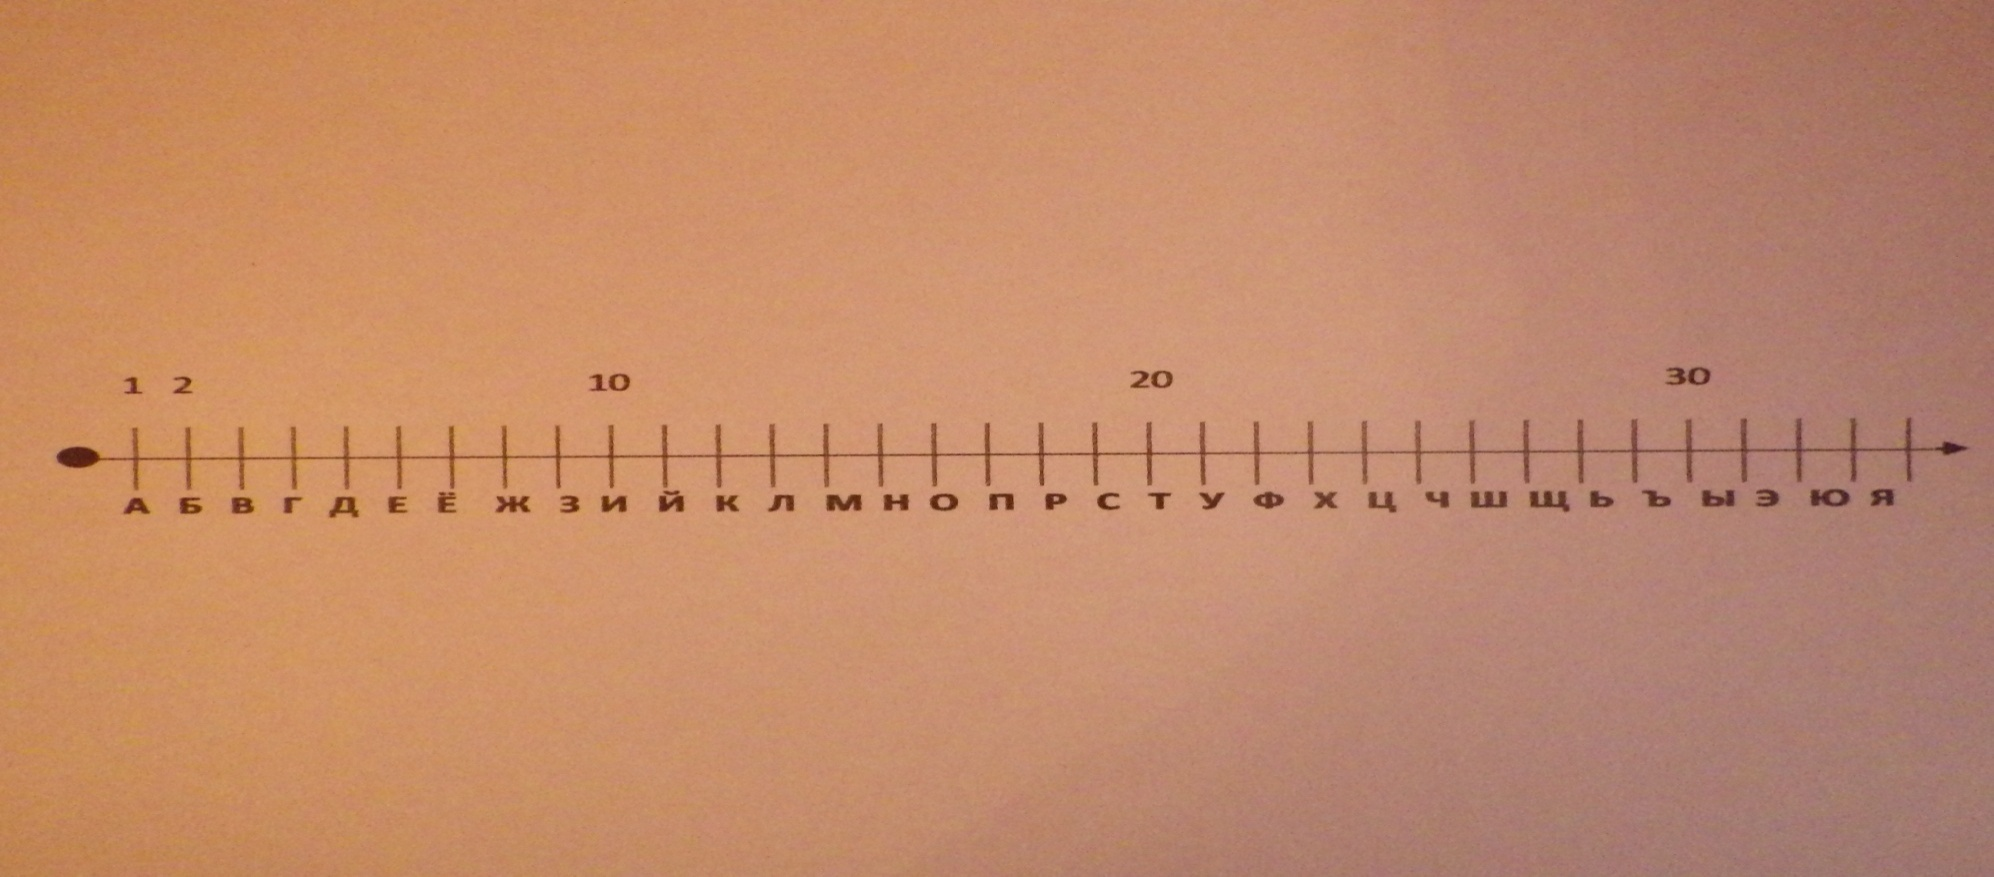 1 2 10 20 30
А Б В Г Д Е Ё Ж З И Й К Л М Н О П Р С Т У Ф Х Ц Ч Ш Щ Ь Ъ Ы Э Ю Я